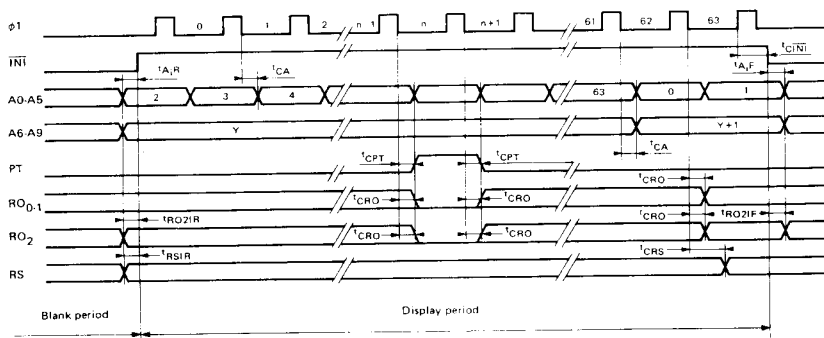 ϕ1 0 1 2 n-1 n n+1 61 62 63
INI tCINI
tAiR tCA tAiF
A0-A5 2 3 4 63 0 1
A6-A9 Y Y+1
tCA
PT tCPT tCPT
tCRO
RO0-1 tCRO tCRO
tRO2IR tCRO tRO2IF
RO2 tCRO tCRO
tRSIR tCRS
RS
Blank period Display period